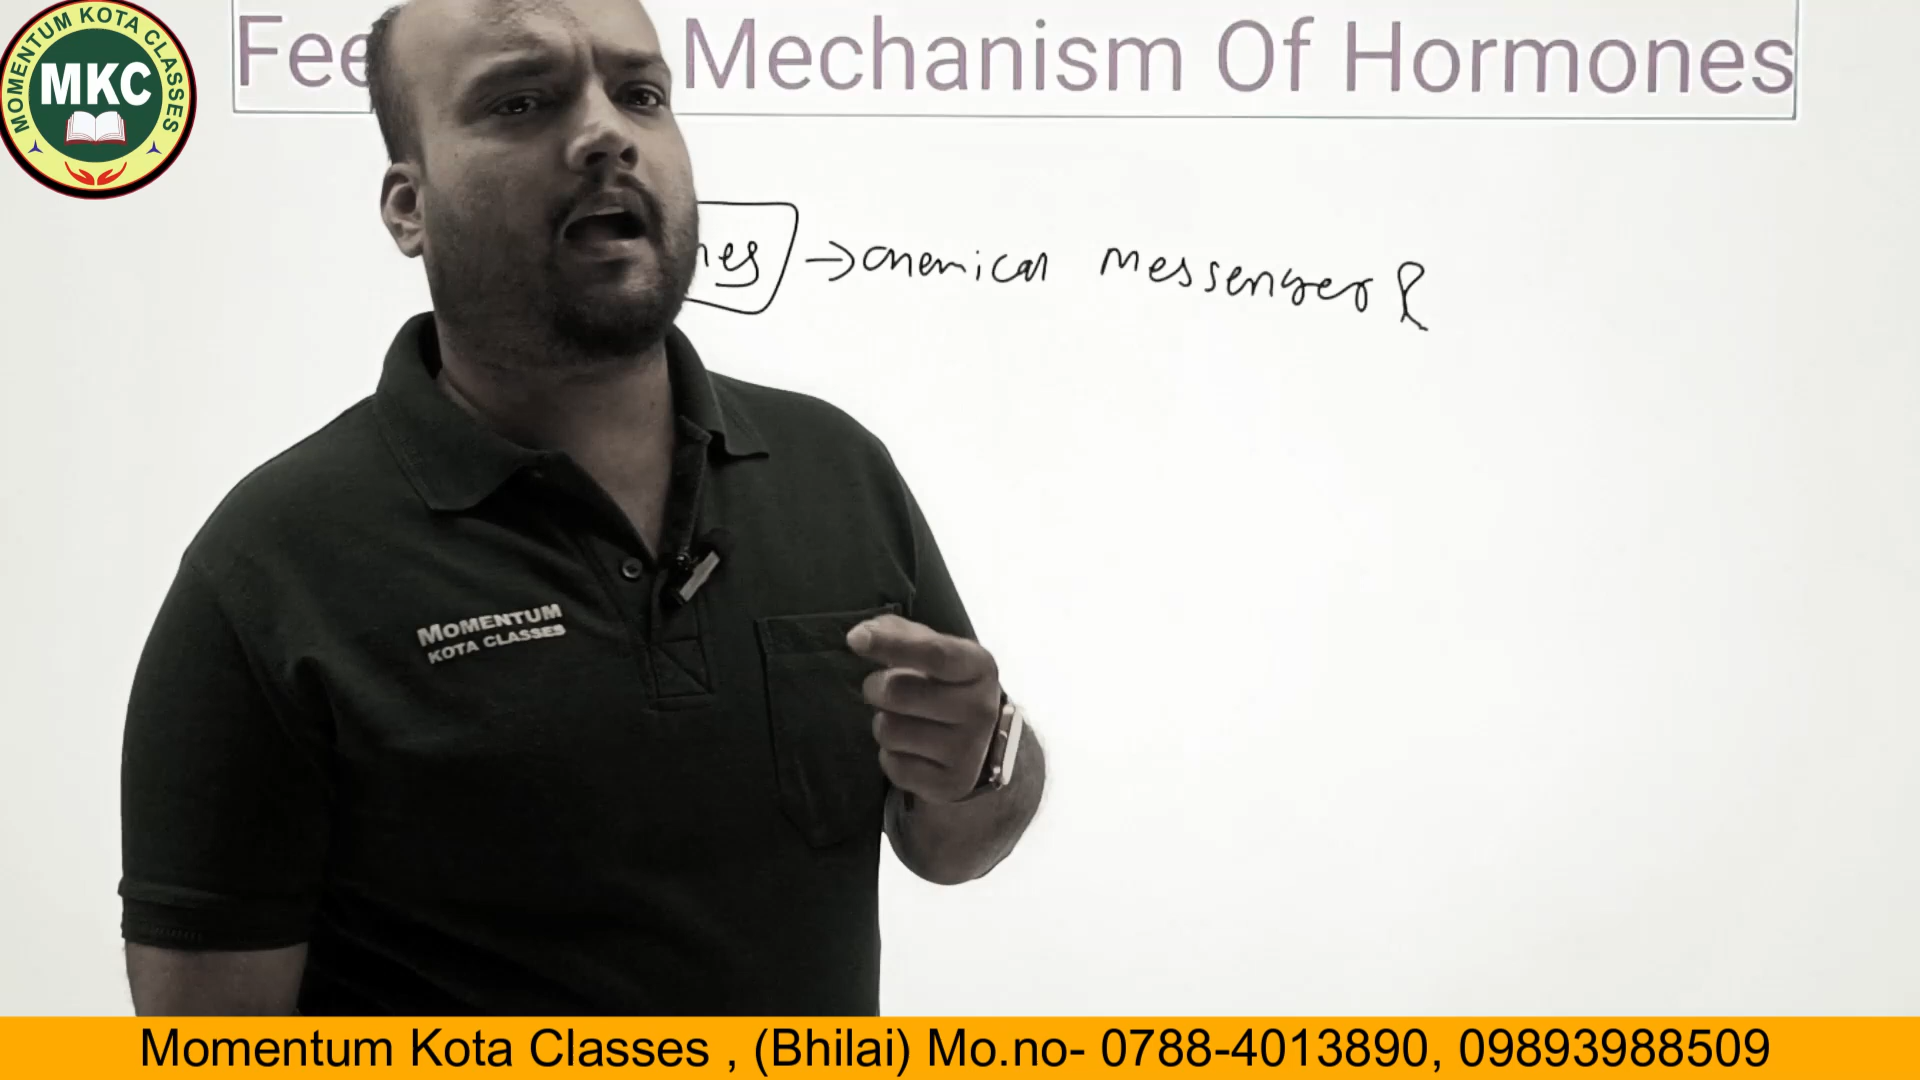 MOMENTUM KOTA CLASSES
MKC
Fee Mechanism Of Hormones
nes → chemical messenger &
MOMENTUM
KOTA CLASSES
Momentum Kota Classes , (Bhilai) Mo.no- 0788-4013890, 09893988509